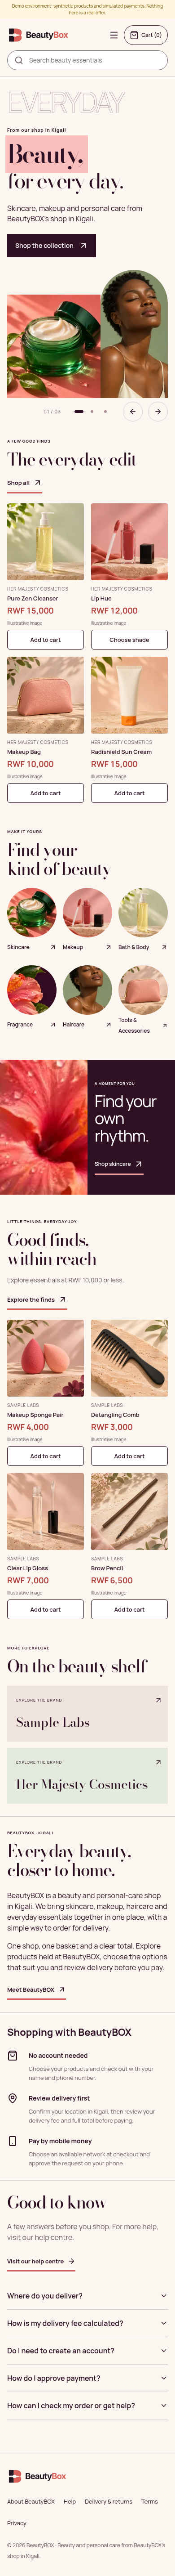 Demo environment: synthetic products and simulated payments. Nothing
here is a real offer.
BeautyBox
Cart (0)
Search beauty essentials
EVERYDAY
From our shop in Kigali
Beauty,
for every day.
Skincare, makeup and personal care from
BeautyBOX's shop in Kigali.
Shop the collection
01 / 03
A FEW GOOD FINDS
The everyday edit
Shop all
HER MAJESTY COSMETICS
Pure Zen Cleanser
RWF 15,000
Illustrative image
Add to cart
HER MAJESTY COSMETICS
Lip Hue
RWF 12,000
Illustrative image
Choose shade
HER MAJESTY COSMETICS
Makeup Bag
RWF 10,000
Illustrative image
Add to cart
HER MAJESTY COSMETICS
Radishield Sun Cream
RWF 15,000
Illustrative image
Add to cart
MAKE IT YOURS
Find your
kind of beauty
Skincare
Makeup
Bath & Body
Fragrance
Haircare
Tools &
Accessories
A MOMENT FOR YOU
Find your
own
rhythm.
Shop skincare
LITTLE THINGS. EVERYDAY JOY.
Good finds,
within reach
Explore essentials at RWF 10,000 or less.
Explore the finds
SAMPLE LABS
Makeup Sponge Pair
RWF 4,000
Illustrative image
Add to cart
SAMPLE LABS
Detangling Comb
RWF 3,000
Illustrative image
Add to cart
SAMPLE LABS
Clear Lip Gloss
RWF 7,000
Illustrative image
Add to cart
SAMPLE LABS
Brow Pencil
RWF 6,500
Illustrative image
Add to cart
MORE TO EXPLORE
On the beauty shelf
EXPLORE THE BRAND
Sample Labs
EXPLORE THE BRAND
Her Majesty Cosmetics
BEAUTYBOX · KIGALI
Everyday beauty,
closer to home.
BeautyBOX is a beauty and personal-care shop
in Kigali. We bring skincare, makeup, haircare and
everyday essentials together in one place, with a
simple way to order for delivery.
One shop, one basket and a clear total. Explore
products held at BeautyBOX, choose the options
that suit you and review delivery before you pay.
Meet BeautyBOX
Shopping with BeautyBOX
No account needed
Choose your products and check out with your
name and phone number.
Review delivery first
Confirm your location in Kigali, then review your
delivery fee and full total before paying.
Pay by mobile money
Choose an available network at checkout and
approve the request on your phone.
Good to know
A few answers before you shop. For more help,
visit our help centre.
Visit our help centre
Where do you deliver?
How is my delivery fee calculated?
Do I need to create an account?
How do I approve payment?
How can I check my order or get help?
BeautyBox
About BeautyBOX
Help
Delivery & returns
Terms
Privacy
© 2026 BeautyBOX · Beauty and personal care from BeautyBOX's
shop in Kigali.